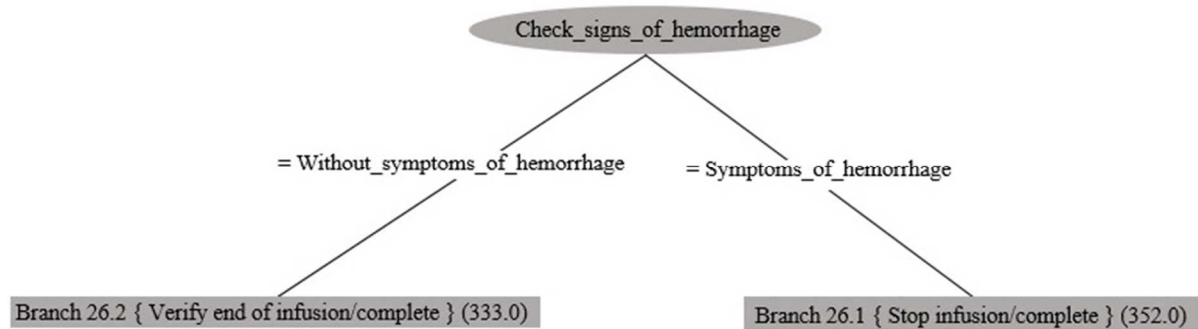 Check_signs_of_hemorrhage
= Without_symptoms_of_hemorrhage
= Symptoms_of_hemorrhage
Branch 26.2 { Verify end of infusion/complete } (333.0)
Branch 26.1 { Stop infusion/complete } (352.0)